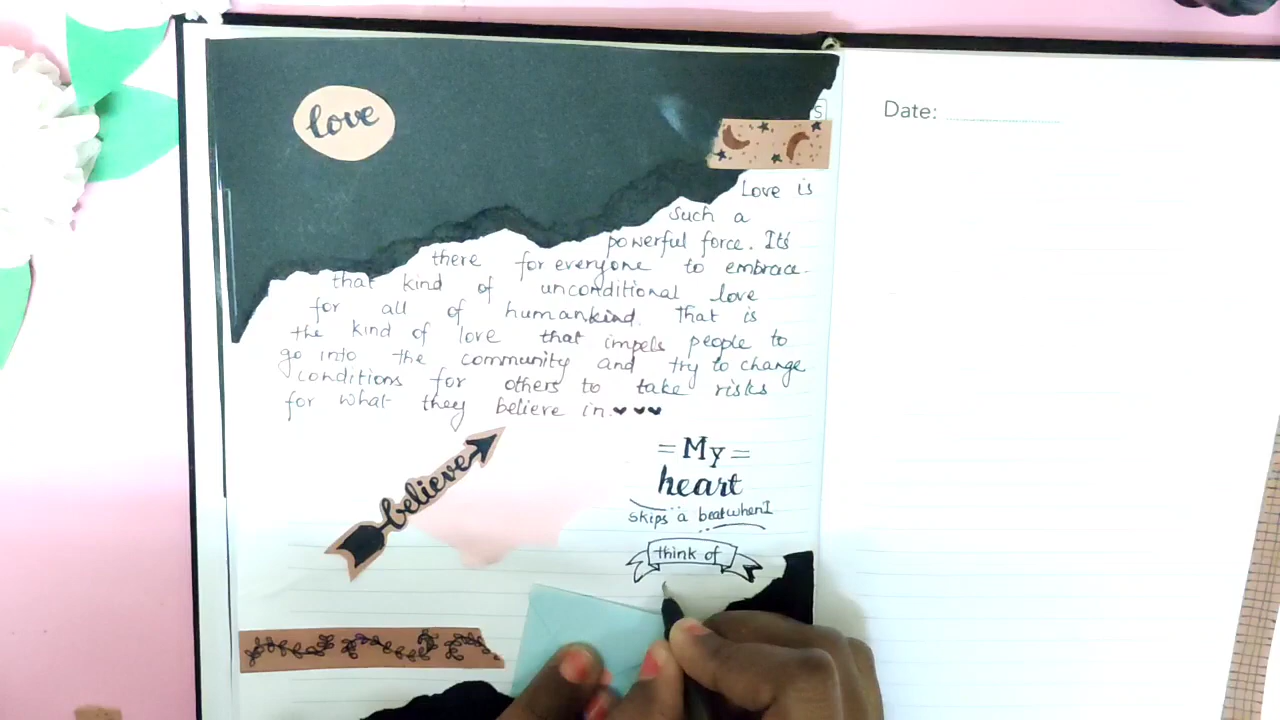 love
S
Date:
Love is
such a
powerful force. It's
there for everyone to embrace.
that kind of unconditional love
for all of humankind. That is
the kind of love that impels people to
go into the community and try to change
conditions for others to take risks
for what they believe in.
believe
= My =
heart
skips a beat when I
think of